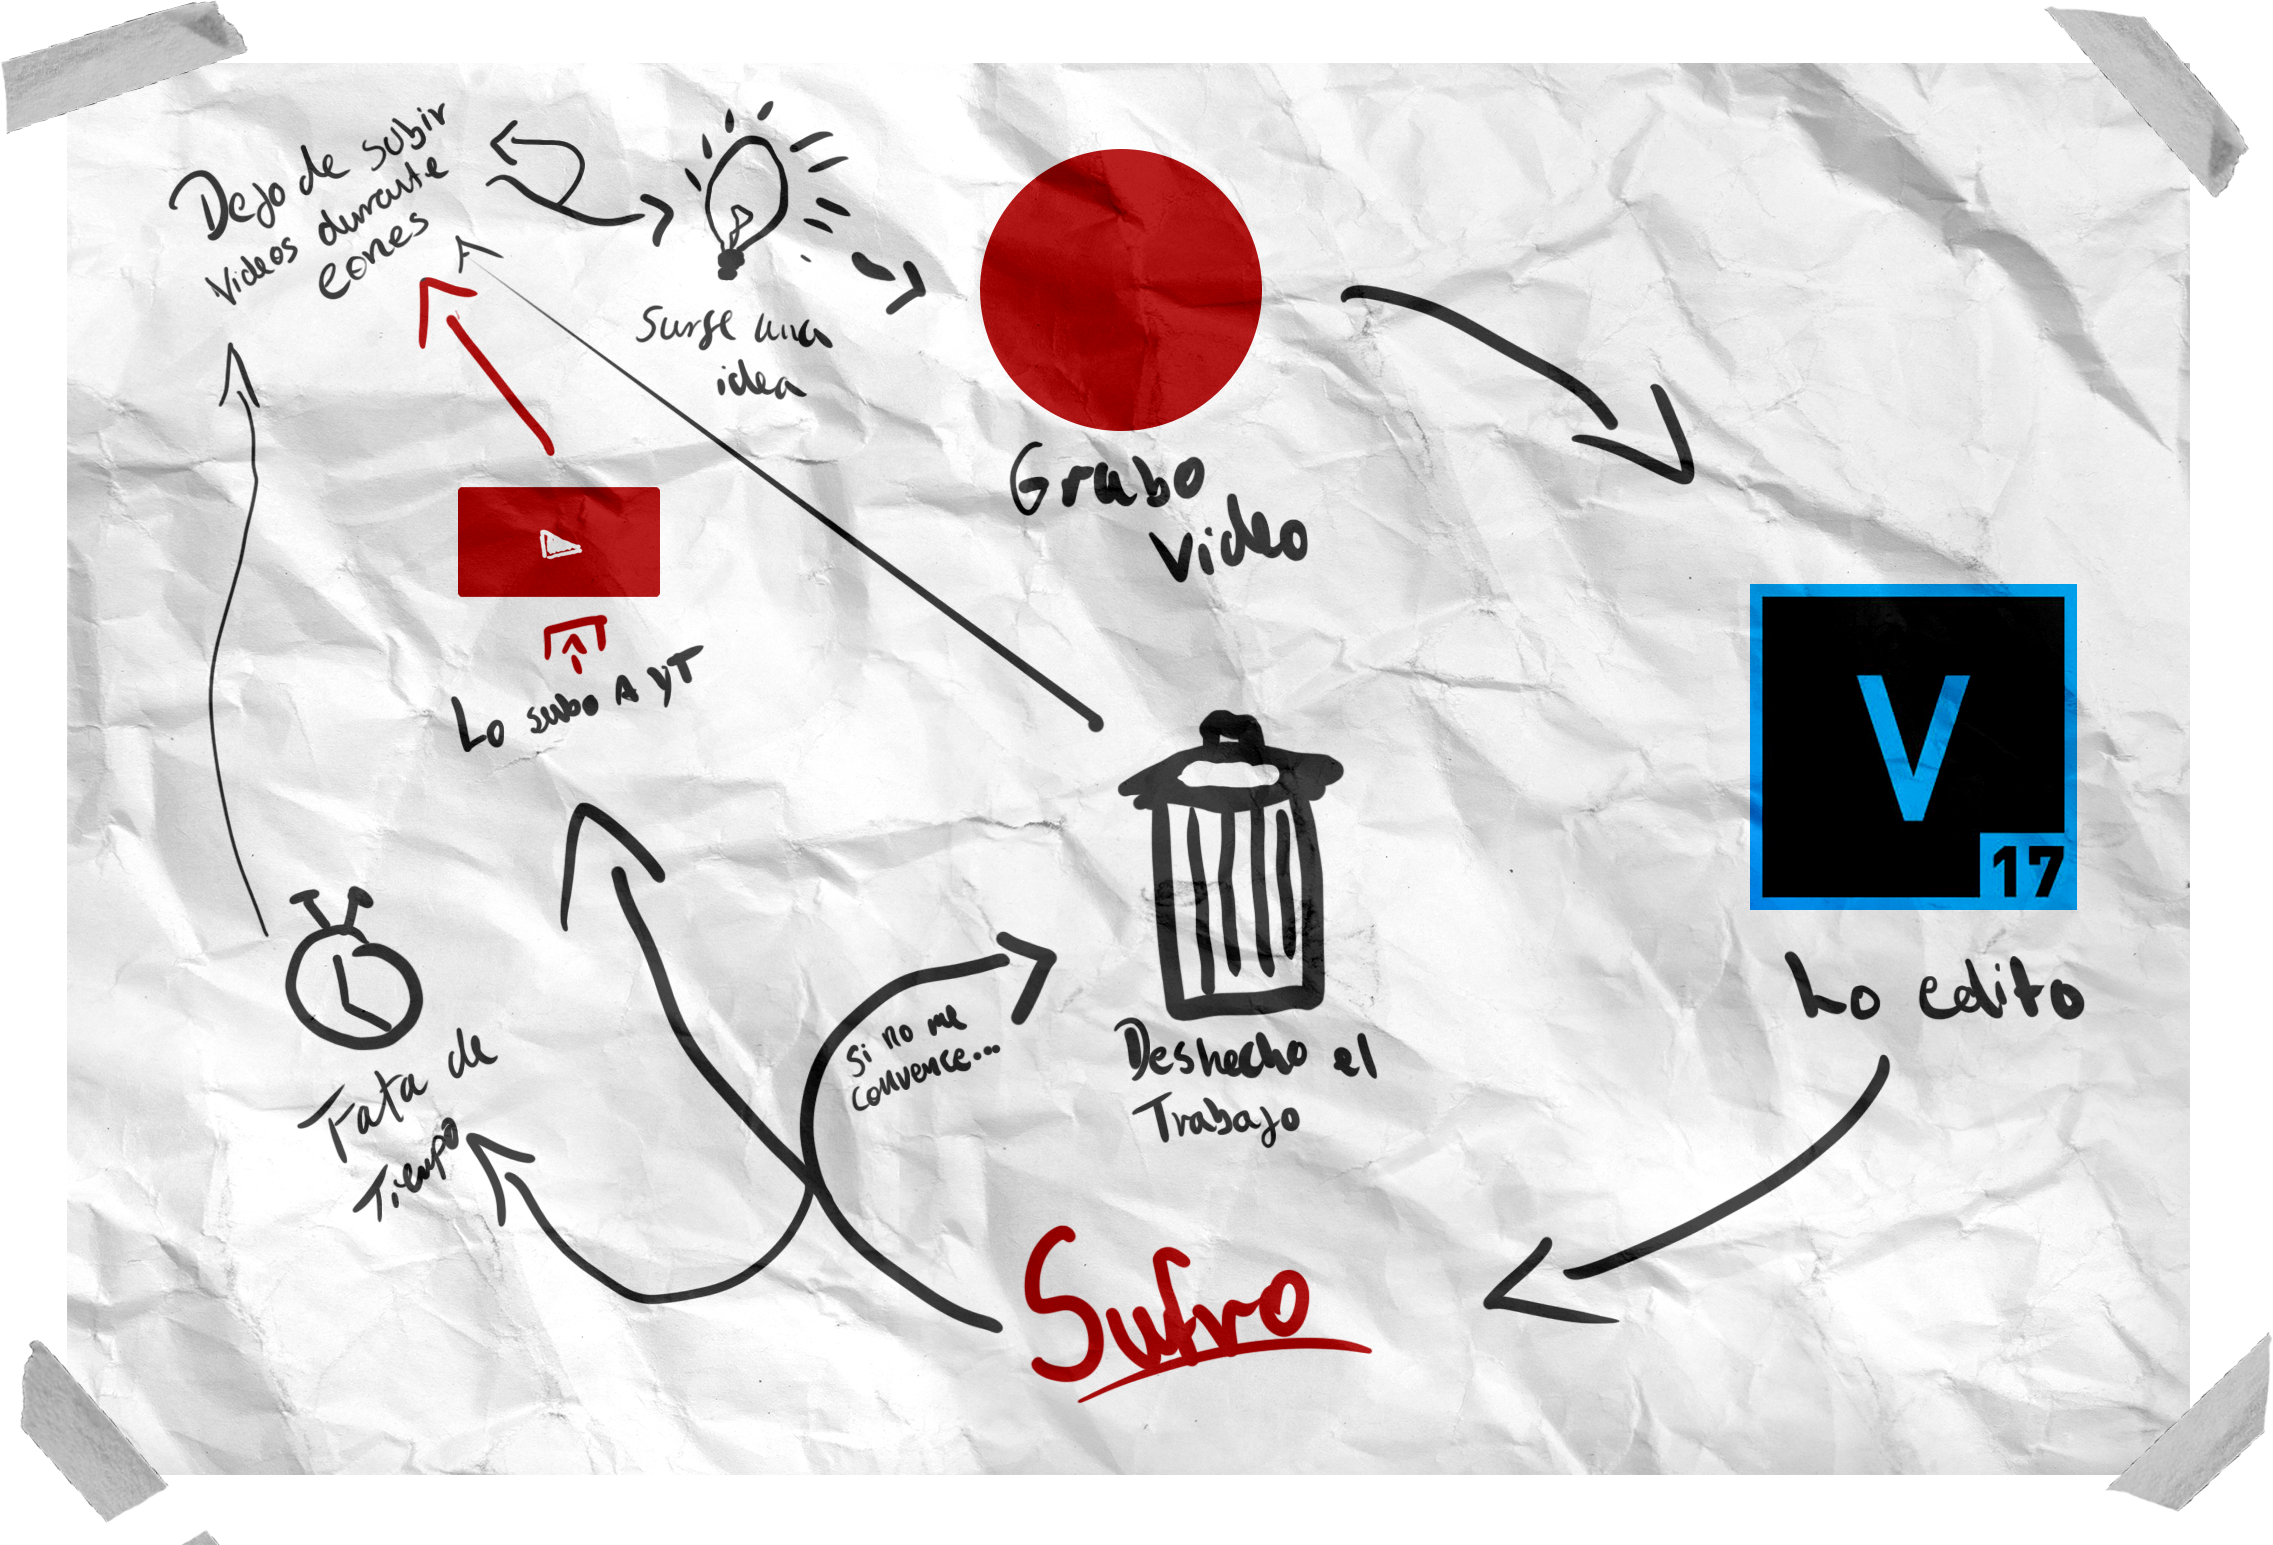 Dejo de subir
videos durante
eones
Surge una
idea
Grabo
video
Lo subo A YT
V
17
Lo edito
Si no me
convence...
Deshecho el
Trabajo
Fata de
Tiempo
Sufro